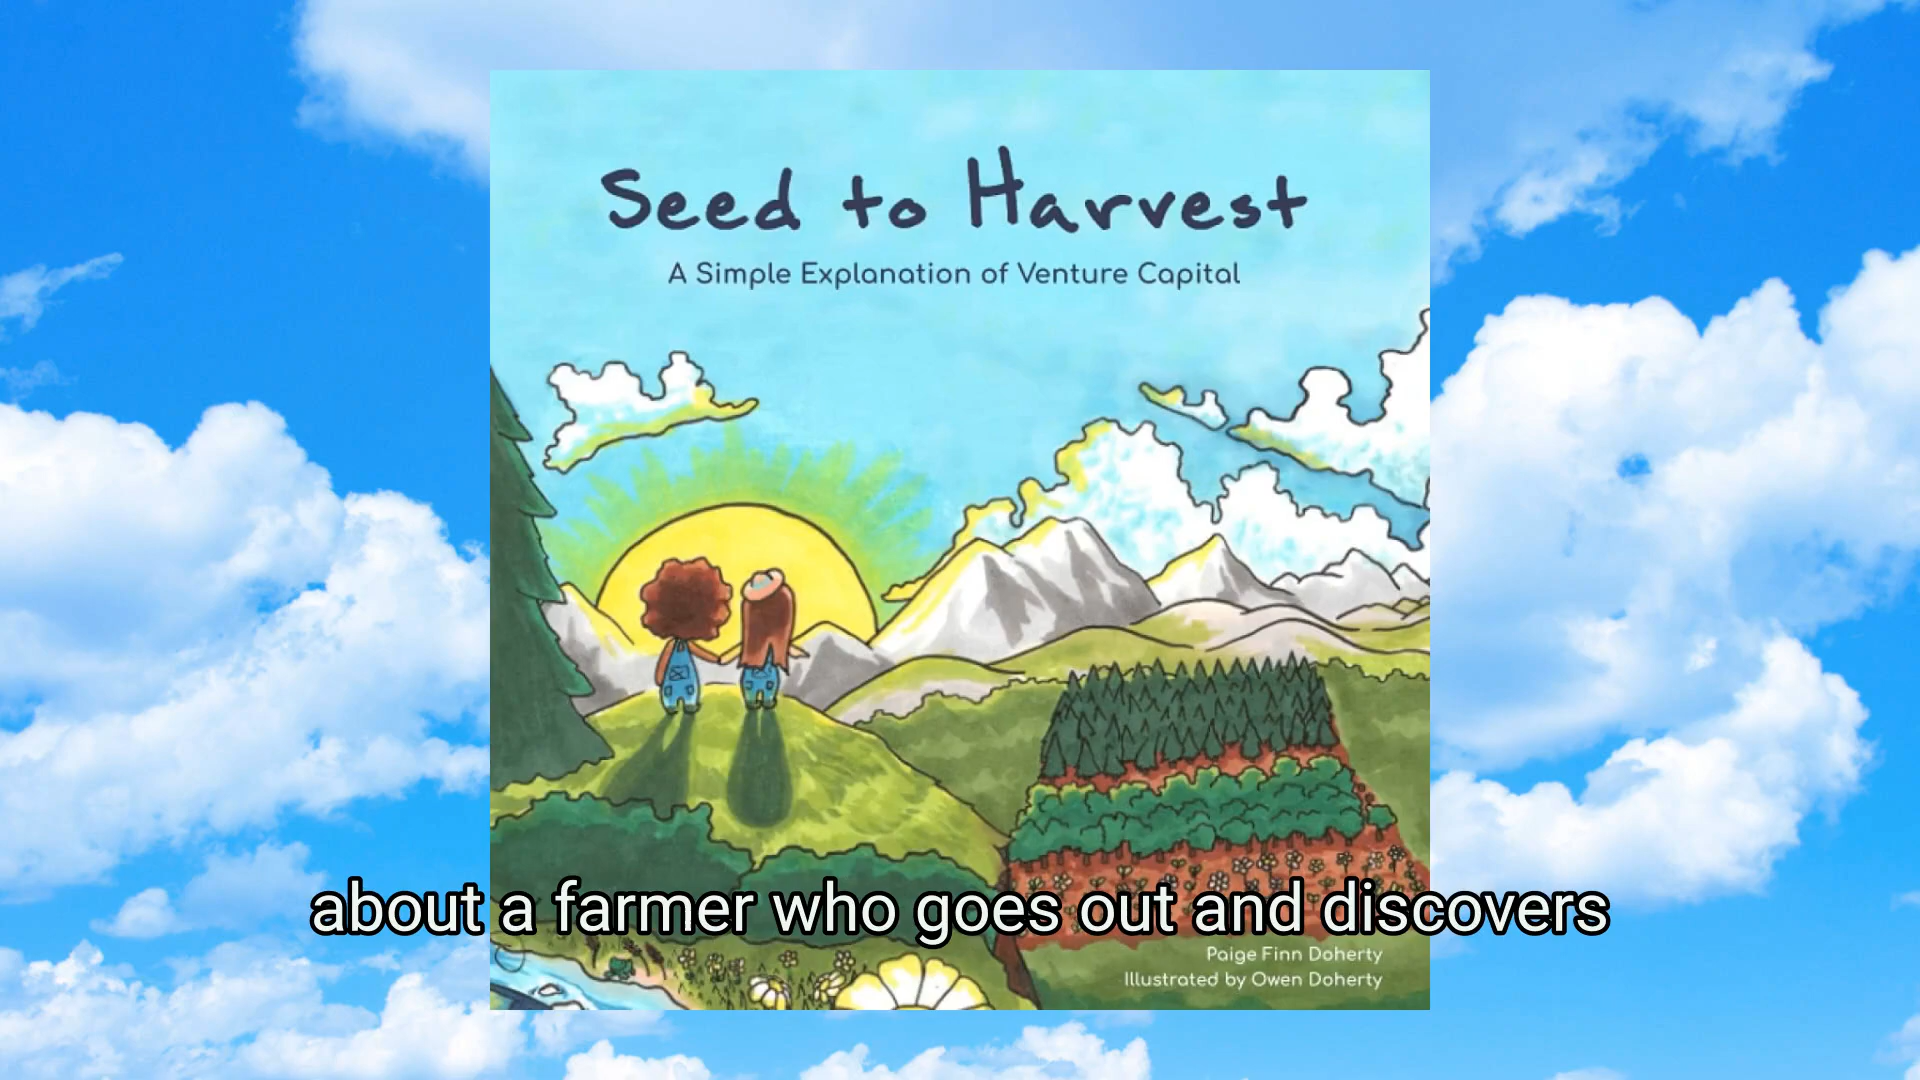 Seed to Harvest
A Simple Explanation of Venture Capital
about a farmer who goes out and discovers
Paige Finn Doherty
Illustrated by Owen Doherty